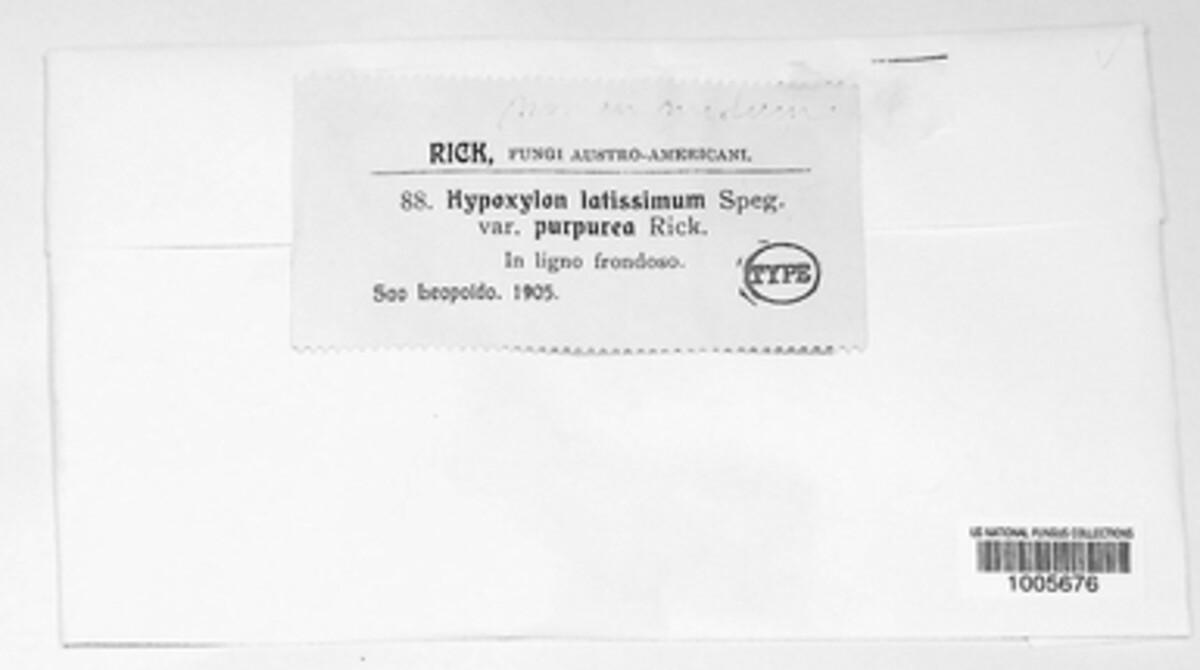 RICK, FUNGI AUSTRO-AMERICANI.
88. Hypoxylon latissimum Speg.
var. purpurea Rick.
In ligno frondoso.
TYPE
Sao Leopoldo. 1905.
US NATIONAL FUNGUS COLLECTIONS
1005676